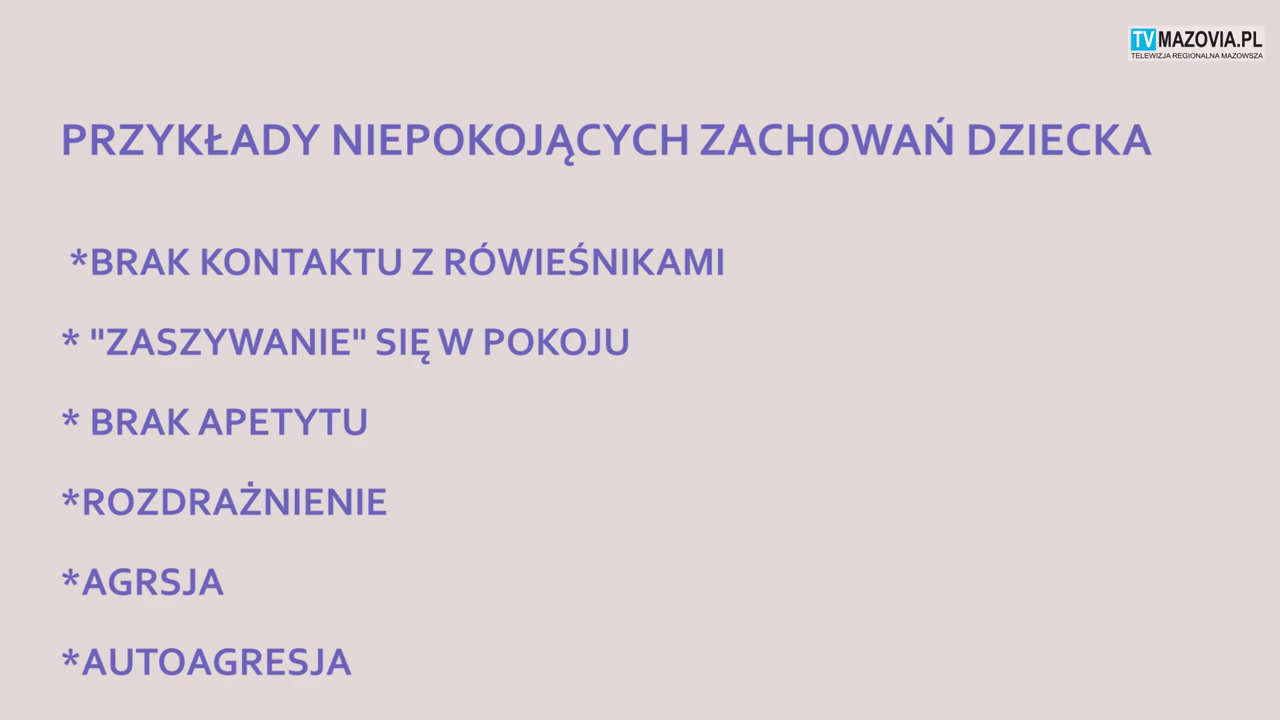 TVMAZOVIA.PL
TELEWIZJA REGIONALNA MAZOWSZA
PRZYKŁADY NIEPOKOJĄCYCH ZACHOWAŃ DZIECKA
*BRAK KONTAKTU Z RÓWIEŚNIKAMI
* "ZASZYWANIE" SIĘ W POKOJU
* BRAK APETYTU
*ROZDRAŻNIENIE
*AGRSJA
*AUTOAGRESJA